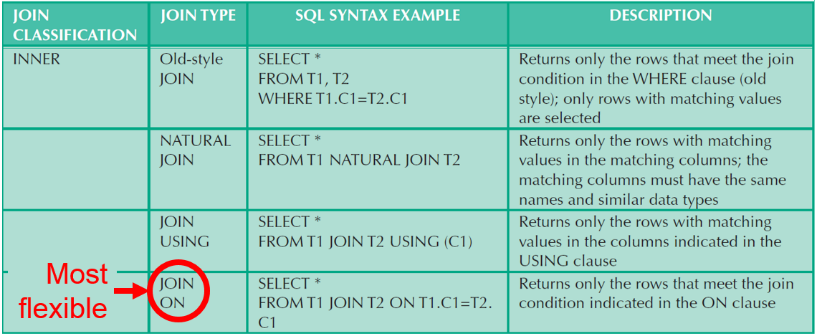 JOIN CLASSIFICATION
JOIN TYPE
SQL SYNTAX EXAMPLE
DESCRIPTION
INNER
Old-style
JOIN
SELECT *
FROM T1, T2
WHERE T1.C1=T2.C1
Returns only the rows that meet the join
condition in the WHERE clause (old
style); only rows with matching values
are selected
NATURAL
JOIN
SELECT *
FROM T1 NATURAL JOIN T2
Returns only the rows with matching
values in the matching columns; the
matching columns must have the same
names and similar data types
JOIN
USING
SELECT *
FROM T1 JOIN T2 USING (C1)
Returns only the rows with matching
values in the columns indicated in the
USING clause
Most
flexible
JOIN
ON
SELECT *
FROM T1 JOIN T2 ON T1.C1=T2.
C1
Returns only the rows that meet the join
condition indicated in the ON clause